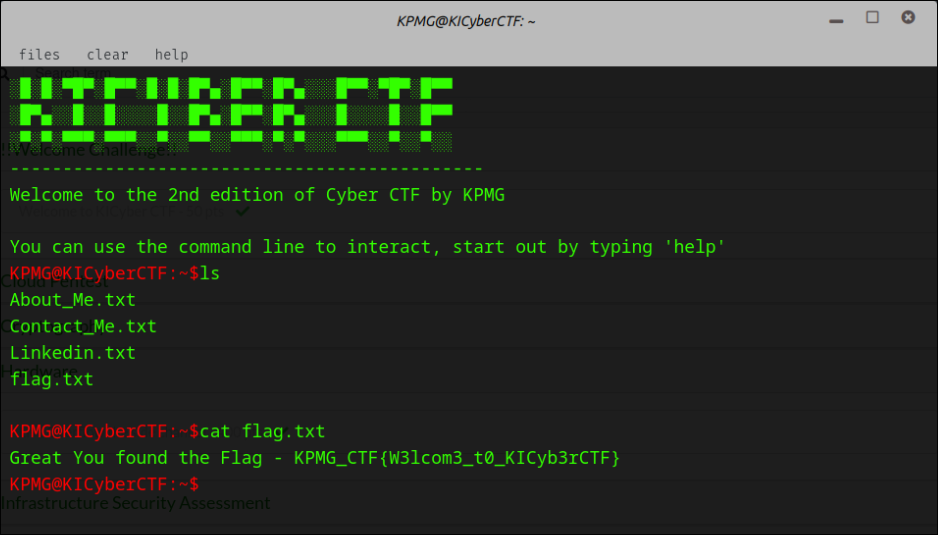 KPMG@KICyberCTF: ~
files clear help
KICYBER CTF
!!Welcome Challenge!!
---------------------------------------------
Welcome to the 2nd edition of Cyber CTF by KPMG
You can use the command line to interact, start out by typing 'help'
KPMG@KICyberCTF:~$ls
About_Me.txt
Contact_Me.txt
Linkedin.txt
flag.txt
Hardware
KPMG@KICyberCTF:~$cat flag.txt
Great You found the Flag - KPMG_CTF{W3lcom3_t0_KICyb3rCTF}
KPMG@KICyberCTF:~$
Infrastructure Security Assessment